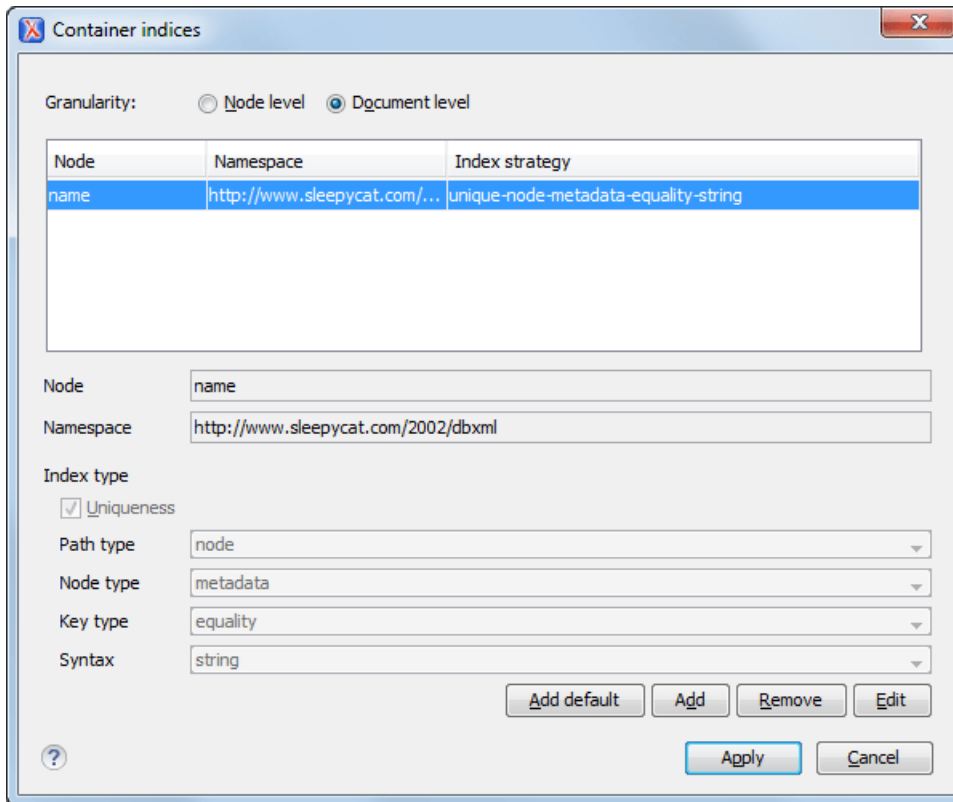 Container indices
Granularity: Node level Document level
Node Namespace Index strategy
name http://www.sleepycat.com/... unique-node-metadata-equality-string
Node name
Namespace http://www.sleepycat.com/2002/dbxml
Index type
Uniqueness
Path type node
Node type metadata
Key type equality
Syntax string
Add default Add Remove Edit
? Apply Cancel